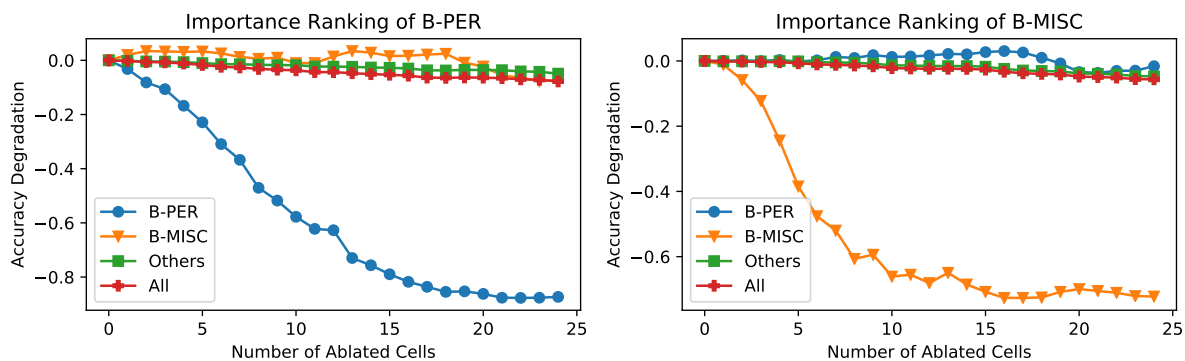 Importance Ranking of B-PER
0.0
−0.2
−0.4
−0.6
−0.8
Accuracy Degradation
B-PER
B-MISC
Others
All
0 5 10 15 20 25
Number of Ablated Cells
Importance Ranking of B-MISC
0.0
−0.2
−0.4
−0.6
Accuracy Degradation
B-PER
B-MISC
Others
All
0 5 10 15 20 25
Number of Ablated Cells